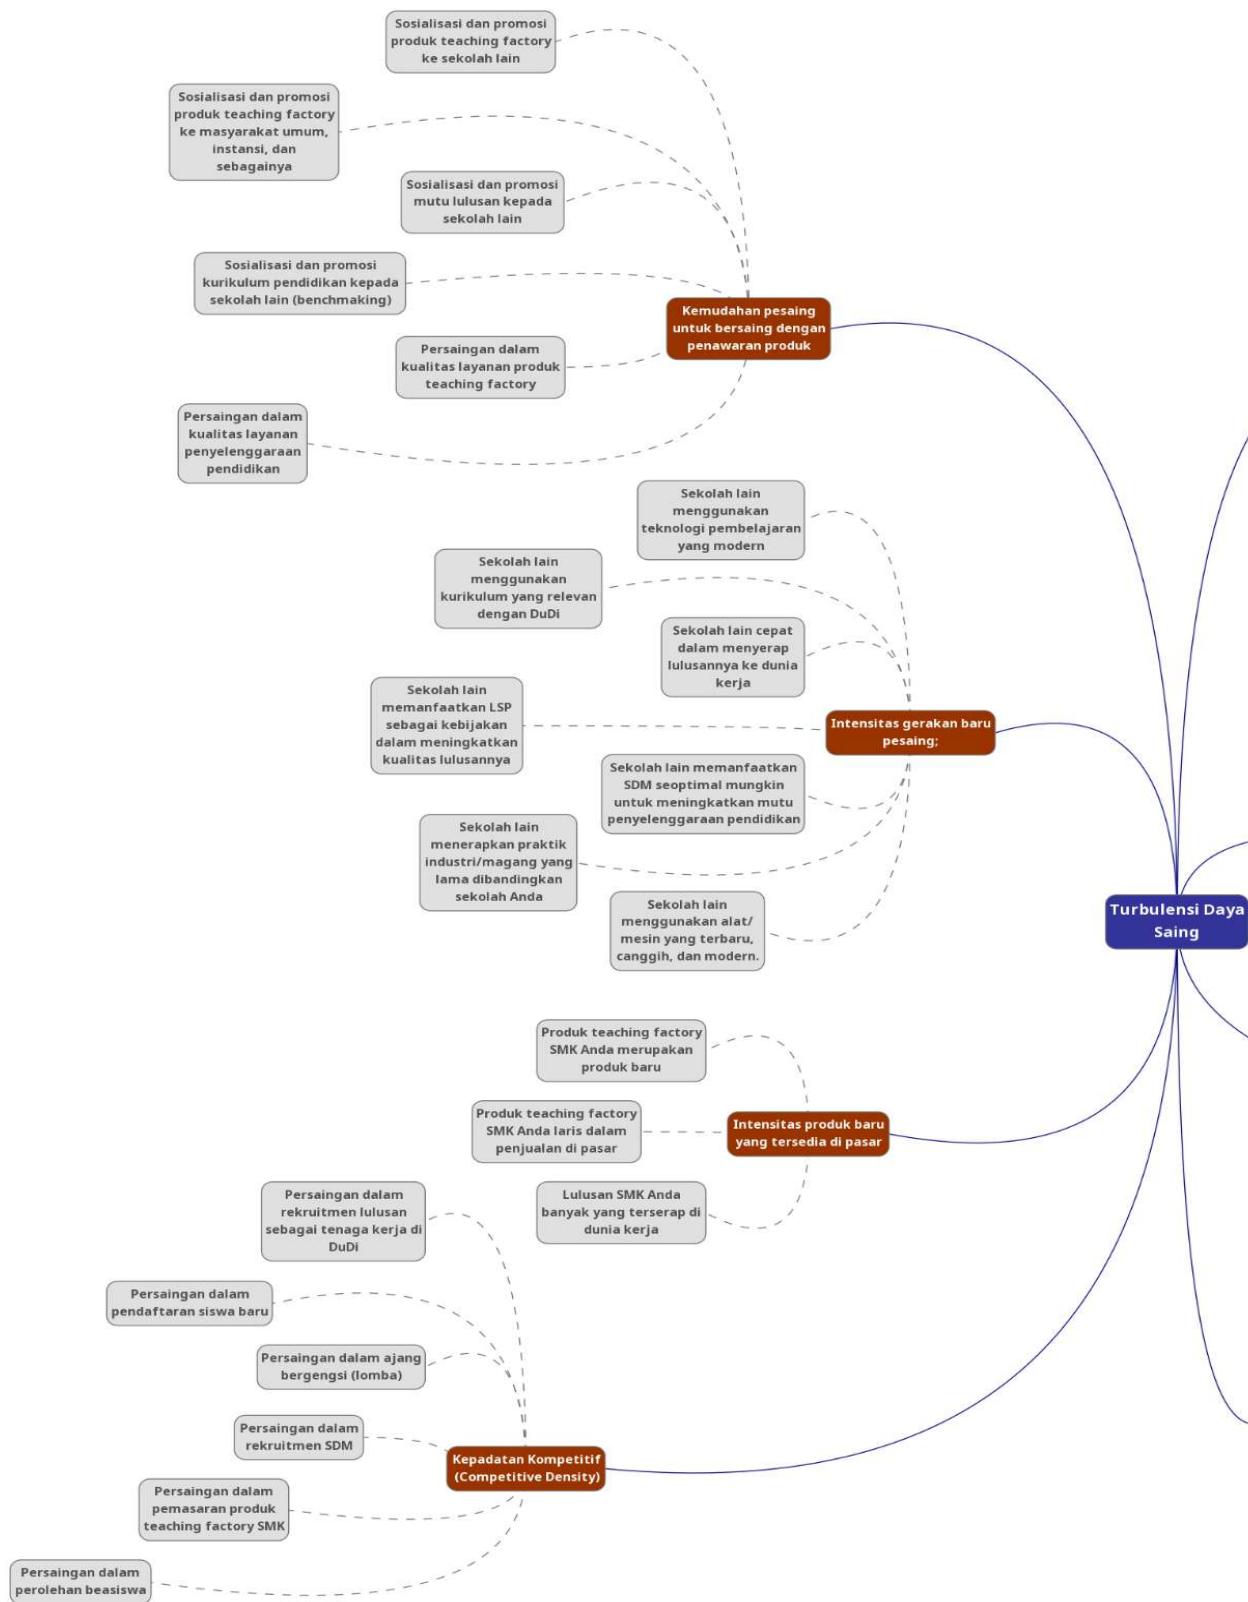 Sosialisasi dan promosi
produk teaching factory
ke sekolah lain
Sosialisasi dan promosi
produk teaching factory
ke masyarakat umum,
instansi, dan
sebagainya
Sosialisasi dan promosi
mutu lulusan kepada
sekolah lain
Sosialisasi dan promosi
kurikulum pendidikan kepada
sekolah lain (benchmaking)
Kemudahan pesaing
untuk bersaing dengan
penawaran produk
Persaingan dalam
kualitas layanan produk
teaching factory
Persaingan dalam
kualitas layanan
penyelenggaraan
pendidikan
Sekolah lain
menggunakan
teknologi pembelajaran
yang modern
Sekolah lain
menggunakan
kurikulum yang relevan
dengan DuDi
Sekolah lain cepat
dalam menyerap
lulusannya ke dunia
kerja
Sekolah lain
memanfaatkan LSP
sebagai kebijakan
dalam meningkatkan
kualitas lulusannya
Intensitas gerakan baru
pesaing;
Sekolah lain memanfaatkan
SDM seoptimal mungkin
untuk meningkatkan mutu
penyelenggaraan pendidikan
Sekolah lain
menerapkan praktik
industri/magang yang
lama dibandingkan
sekolah Anda
Sekolah lain
menggunakan alat/
mesin yang terbaru,
canggih, dan modern.
Turbulensi Daya
Saing
Produk teaching factory
SMK Anda merupakan
produk baru
Produk teaching factory
SMK Anda laris dalam
penjualan di pasar
Intensitas produk baru
yang tersedia di pasar
Lulusan SMK Anda
banyak yang terserap di
dunia kerja
Persaingan dalam
rekruitmen lulusan
sebagai tenaga kerja di
DuDi
Persaingan dalam
pendaftaran siswa baru
Persaingan dalam ajang
bergengsi (lomba)
Persaingan dalam
rekruitmen SDM
Kepadatan Kompetitif
(Competitive Density)
Persaingan dalam
pemasaran produk
teaching factory SMK
Persaingan dalam
perolehan beasiswa